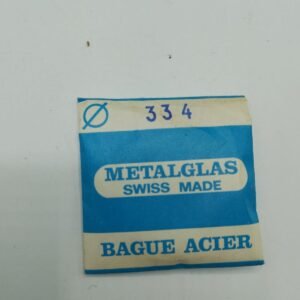 Ø 334
METALGLAS
SWISS MADE
BAGUE ACIER